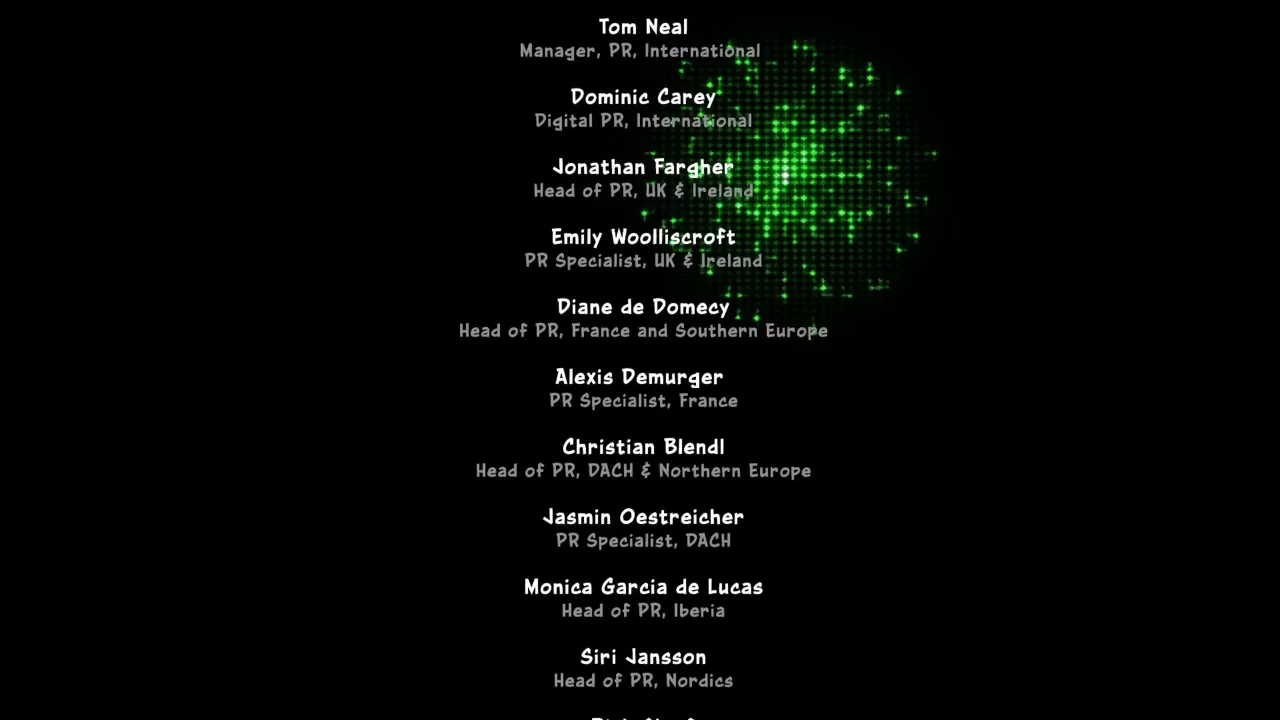 Tom Neal
Manager, PR, International
Dominic Carey
Digital PR, International
Jonathan Fargher
Head of PR, UK & Ireland
Emily Woolliscroft
PR Specialist, UK & Ireland
Diane de Domecy
Head of PR, France and Southern Europe
Alexis Demurger
PR Specialist, France
Christian Blendl
Head of PR, DACH & Northern Europe
Jasmin Oestreicher
PR Specialist, DACH
Monica Garcia de Lucas
Head of PR, Iberia
Siri Jansson
Head of PR, Nordics